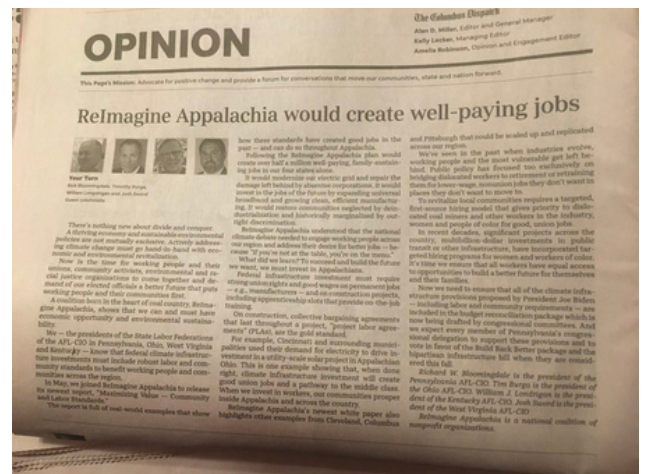 The Columbus Dispatch
OPINION
Alan D. Miller, Editor and General Manager
Kelly Lecker, Managing Editor
Amelia Robinson, Opinion and Engagement Editor
This Page's Mission: Advocate for positive change and provide a forum for conversations that move our communities, state and nation forward.
ReImagine Appalachia would create well-paying jobs
Your Turn
Rick Bloomingdale, Timothy Burga,
William Londrigan and Josh Sword
Guest columnists
There's nothing new about divide and conquer.
A thriving economy and sustainable environmental
policies are not mutually exclusive. Actively address-
ing climate change must go hand-in-hand with eco-
nomic and environmental revitalization.
Now is the time for working people and their
unions, community activists, environmental and ra-
cial justice organizations to come together and de-
mand of our elected officials a better future that puts
working people and their communities first.
A coalition born in the heart of coal country, ReIma-
gine Appalachia, shows that we can and must have
economic opportunity and environmental sustaina-
bility.
We — the presidents of the State Labor Federations
of the AFL-CIO in Pennsylvania, Ohio, West Virginia
and Kentucky — know that federal climate infrastruc-
ture investments must include robust labor and com-
munity standards to benefit working people and com-
munities across the region.
In May, we joined ReImagine Appalachia to release
its newest report, "Maximizing Value — Community
and Labor Standards."
The report is full of real-world examples that show
how these standards have created good jobs in the
past — and can do so throughout Appalachia.
Following the ReImagine Appalachia plan would
create over half a million well-paying, family-sustain-
ing jobs in our four states alone.
It would modernize our electric grid and repair the
damage left behind by absentee corporations. It would
invest in the jobs of the future by expanding universal
broadband and growing clean, efficient manufactur-
ing. It would restore communities neglected by dein-
dustrialization and historically marginalized by out-
right discrimination.
ReImagine Appalachia understood that the national
climate debate needed to engage working people across
our region and address their desire for better jobs — be-
cause "if you're not at the table, you're on the menu."
What did we learn? To succeed and build the future
we want, we must invest in Appalachians.
Federal infrastructure investment must require
strong union rights and good wages on permanent jobs
— e.g., manufacturers — and on construction projects,
including apprenticeship slots that provide on-the-job
training.
On construction, collective bargaining agreements
that last throughout a project, "project labor agree-
ments" (PLAs), are the gold standard.
For example, Cincinnati and surrounding munici-
palities used their demand for electricity to drive in-
vestment in a utility-scale solar project in Appalachian
Ohio. This is one example showing that, when done
right, climate infrastructure investment will create
good union jobs and a pathway to the middle class.
When we invest in workers, our communities prosper
inside Appalachia and across the country.
ReImagine Appalachia's newest white paper also
highlights other examples from Cleveland, Columbus
and Pittsburgh that could be scaled up and replicated
across our region.
We've seen in the past when industries evolve,
working people and the most vulnerable get left be-
hind. Public policy has focused too exclusively on
bridging dislocated workers to retirement or retraining
them for lower-wage, nonunion jobs they don't want in
places they don't want to move to.
To revitalize local communities requires a targeted,
first-source hiring model that gives priority to dislo-
cated coal miners and other workers in the industry,
women and people of color for good, union jobs.
In recent decades, significant projects across the
country, multibillion-dollar investments in public
transit or other infrastructure, have incorporated tar-
geted hiring programs for women and workers of color.
It's time we ensure that all workers have equal access
to opportunities to build a better future for themselves
and their families.
Now we need to ensure that all of the climate infra-
structure provisions proposed by President Joe Biden
— including labor and community requirements — are
included in the budget reconciliation package which is
now being drafted by congressional committees. And
we expect every member of Pennsylvania's congres-
sional delegation to support these provisions and to
vote in favor of the Build Back Better package and the
bipartisan infrastructure bill when they are consid-
ered this fall.
Richard W. Bloomingdale is the president of the
Pennsylvania AFL-CIO. Tim Burga is the president of
the Ohio AFL-CIO. William J. Londrigan is the presi-
dent of the Kentucky AFL-CIO. Josh Sword is the presi-
dent of the West Virginia AFL-CIO
ReImagine Appalachia is a national coalition of
nonprofit organizations.